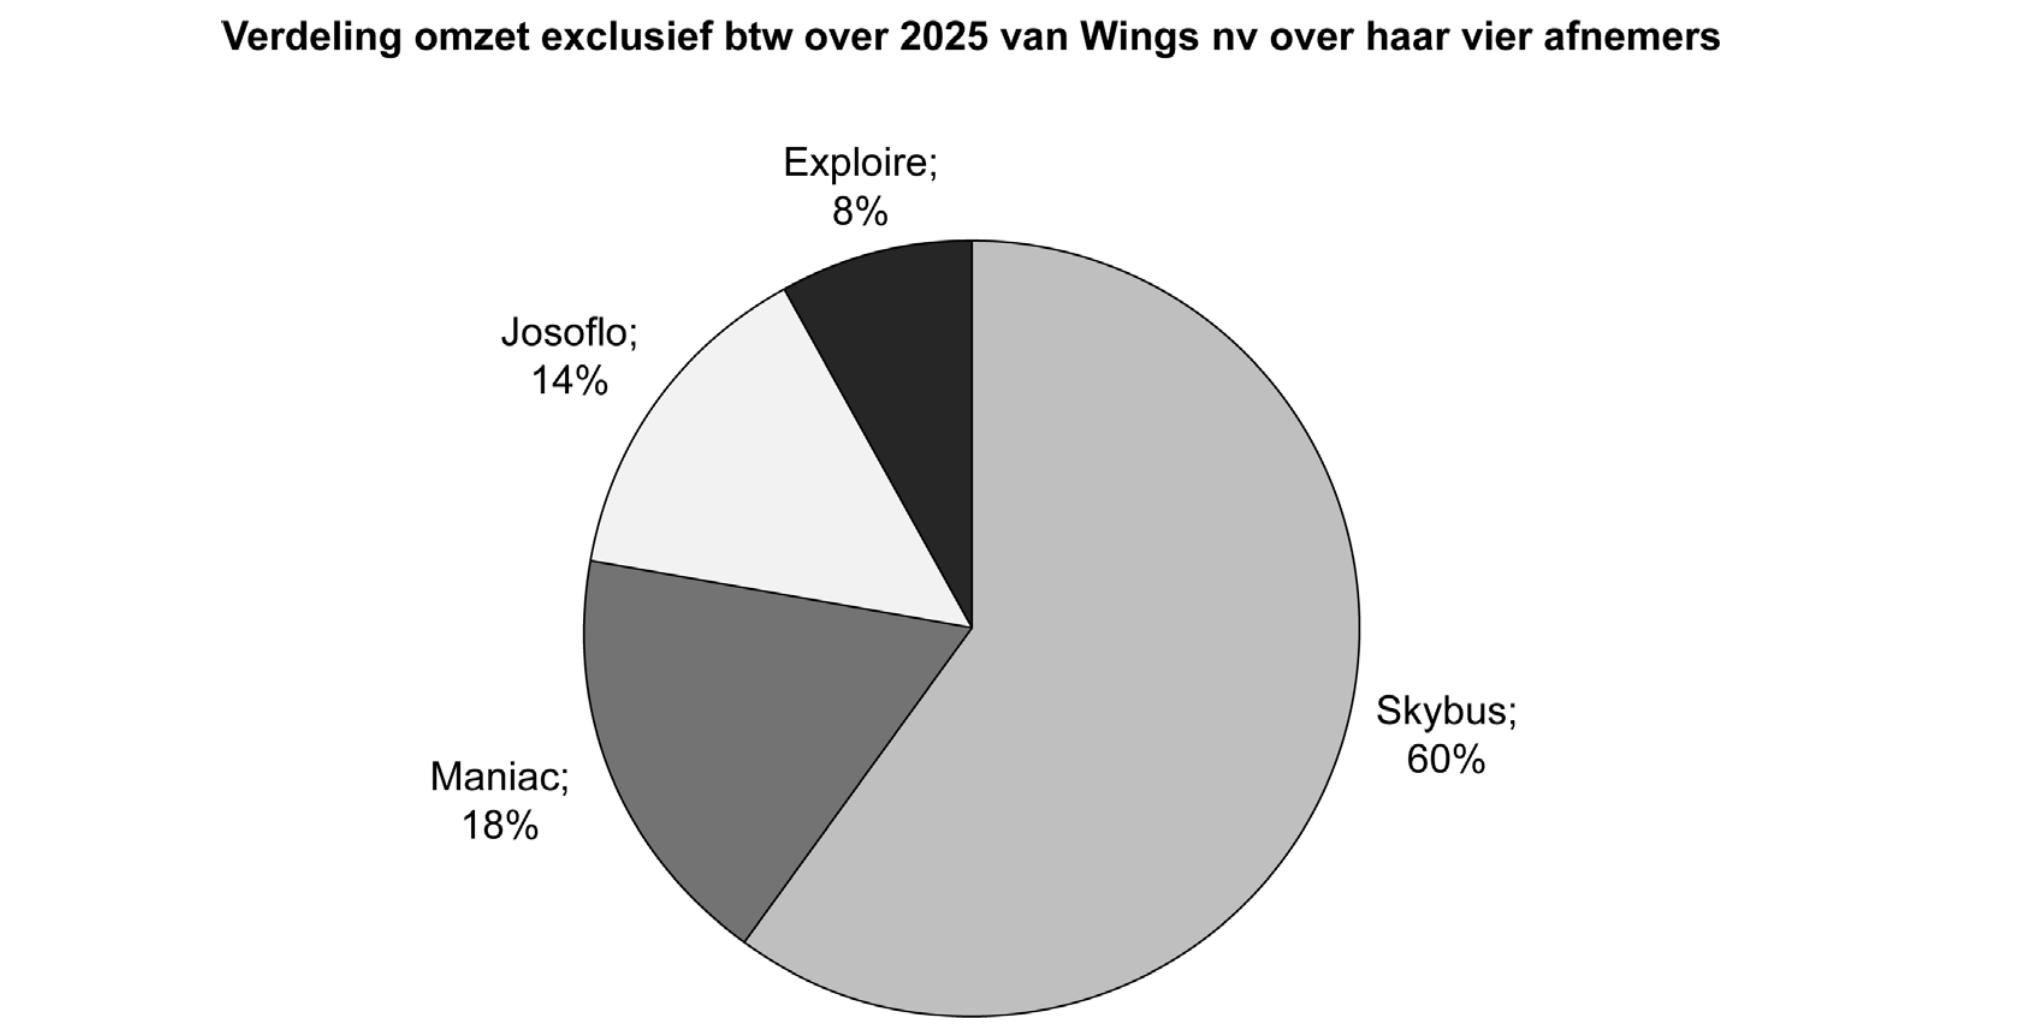 Verdeling omzet exclusief btw over 2025 van Wings nv over haar vier afnemers
Exploire;
8%
Josoflo;
14%
Skybus;
60%
Maniac;
18%